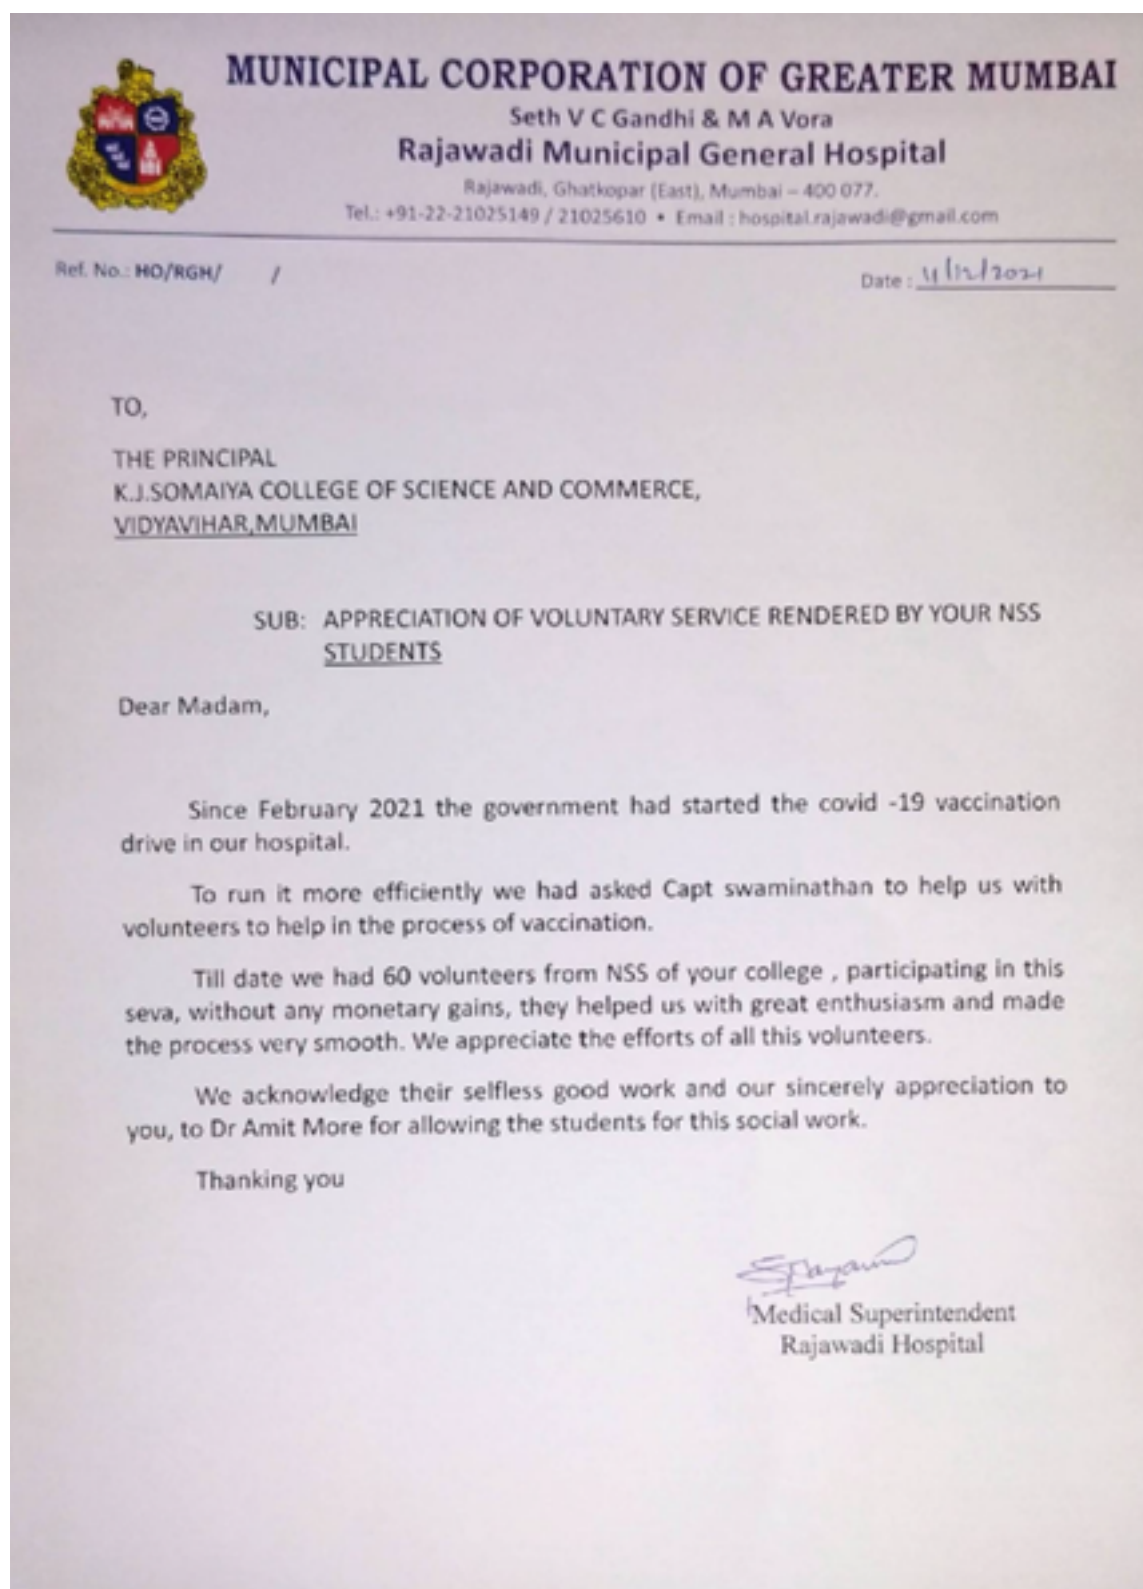 MUNICIPAL CORPORATION OF GREATER MUMBAI
Seth V C Gandhi & M A Vora
Rajawadi Municipal General Hospital
Rajawadi, Ghatkopar (East), Mumbai – 400 077.
Tel.: +91-22-21025149 / 21025610 • Email : hospital.rajawadi@gmail.com
Ref. No.: HO/RGH/ /
Date : 11/12/2021
TO,
THE PRINCIPAL
K.J.SOMAIYA COLLEGE OF SCIENCE AND COMMERCE,
VIDYAVIHAR,MUMBAI
SUB: APPRECIATION OF VOLUNTARY SERVICE RENDERED BY YOUR NSS
STUDENTS
Dear Madam,
Since February 2021 the government had started the covid -19 vaccination
drive in our hospital.
To run it more efficiently we had asked Capt swaminathan to help us with
volunteers to help in the process of vaccination.
Till date we had 60 volunteers from NSS of your college , participating in this
seva, without any monetary gains, they helped us with great enthusiasm and made
the process very smooth. We appreciate the efforts of all this volunteers.
We acknowledge their selfless good work and our sincerely appreciation to
you, to Dr Amit More for allowing the students for this social work.
Thanking you
Medical Superintendent
Rajawadi Hospital